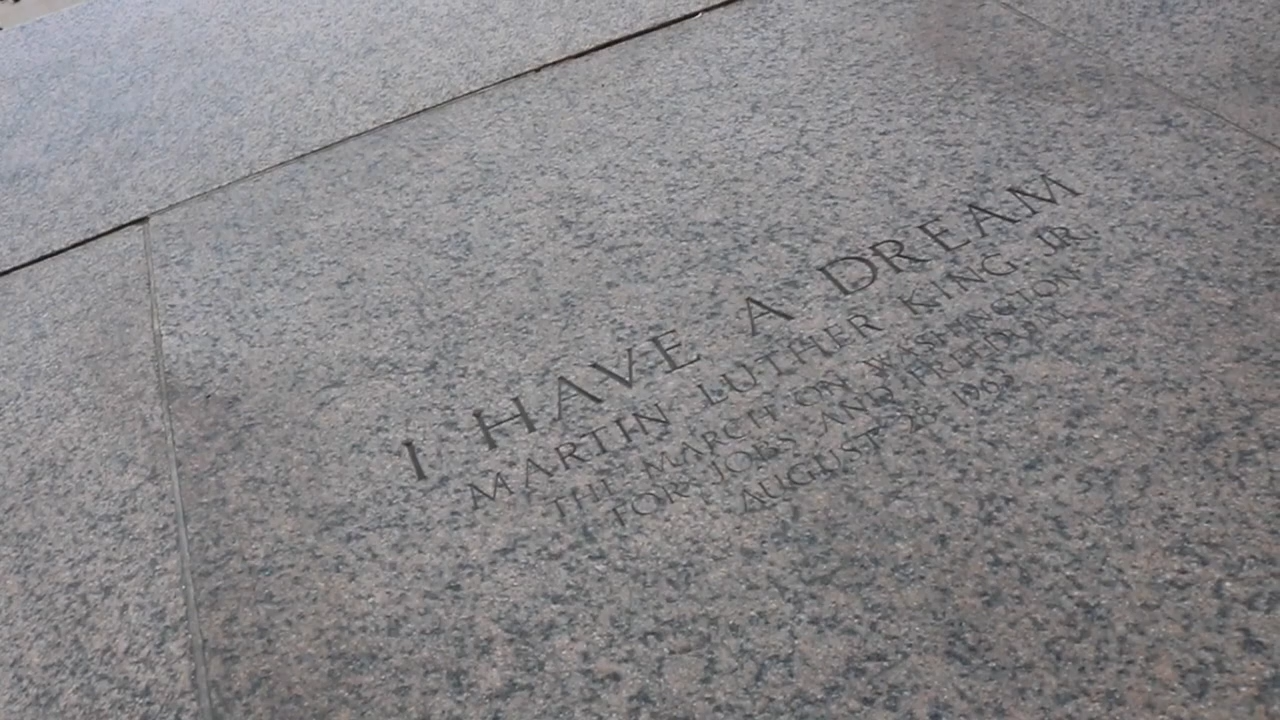 I HAVE A DREAM
MARTIN LUTHER KING JR.
THE MARCH ON WASHINGTON
FOR JOBS AND FREEDOM
AUGUST 28, 1963